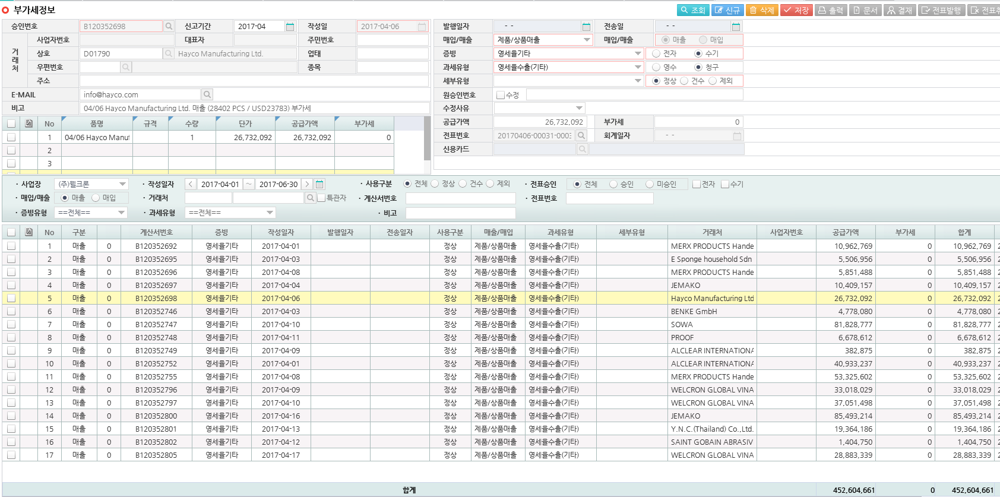 부가세정보
조회 신규 삭제 저장 출력 문서 결재 전표발행 전표추
승인번호 B120352698 신고기간 2017-04 작성일 2017-04-06 발행일자 - - 전송일 - -
거래처 사업자번호 대표자 주민번호 매입/매출 제품/상품매출 매입/매출 매출 매입
상호 D01790 Hayco Manufacturing Ltd. 업태 증빙 영세율기타 전자 수기
우편번호 종목 과세유형 영세율수출(기타) 영수 청구
주소 세부유형 정상 건수 제외
E-MAIL info@hayco.com 원승인번호 수정
비고 04/06 Hayco Manufacturing Ltd. 매출 (28402 PCS / USD23783) 부가세 수정사유
No 품명 규격 수량 단가 공급가액 부가세 공급가액 26,732,092 부가세 0
1 04/06 Hayco Manuf 1 26,732,092 26,732,092 0 전표번호 20170406-00031-0003 회계일자 - -
2 신용카드
3
· 사업장 (주)웰크론 · 작성일자 < 2017-04-01 ~ 2017-06-30 > · 사용구분 전체 정상 건수 제외 · 전표승인 전체 승인 미승인 전자 수기
· 매입/매출 매출 매입 · 거래처 특관자 · 계산서번호 · 전표번호
· 증빙유형 ==전체== · 과세유형 ==전체== · 비고
No 구분 계산서번호 증빙 작성일자 발행일자 전송일자 사용구분 매출/매입 과세유형 세부유형 거래처 사업자번호 공급가액 부가세 합계
1 매출 0 B120352692 영세율기타 2017-04-01 정상 제품/상품매출 영세율수출(기타) MERX PRODUCTS Hande 10,962,769 0 10,962,769 2
2 매출 0 B120352695 영세율기타 2017-04-03 정상 제품/상품매출 영세율수출(기타) E Sponge household Sdn 5,506,956 0 5,506,956 2
3 매출 0 B120352696 영세율기타 2017-04-08 정상 제품/상품매출 영세율수출(기타) MERX PRODUCTS Hande 5,851,488 0 5,851,488 2
4 매출 0 B120352697 영세율기타 2017-04-04 정상 제품/상품매출 영세율수출(기타) JEMAKO 10,409,157 0 10,409,157 2
5 매출 0 B120352698 영세율기타 2017-04-06 정상 제품/상품매출 영세율수출(기타) Hayco Manufacturing Ltd 26,732,092 0 26,732,092 2
6 매출 0 B120352746 영세율기타 2017-04-03 정상 제품/상품매출 영세율수출(기타) BENKE GmbH 4,778,080 0 4,778,080 2
7 매출 0 B120352747 영세율기타 2017-04-10 정상 제품/상품매출 영세율수출(기타) SOWA 81,828,777 0 81,828,777 2
8 매출 0 B120352748 영세율기타 2017-04-11 정상 제품/상품매출 영세율수출(기타) PROOF 6,678,612 0 6,678,612 2
9 매출 0 B120352749 영세율기타 2017-04-09 정상 제품/상품매출 영세율수출(기타) ALCLEAR INTERNATIONA 382,875 0 382,875 2
10 매출 0 B120352752 영세율기타 2017-04-01 정상 제품/상품매출 영세율수출(기타) ALCLEAR INTERNATIONA 40,933,237 0 40,933,237 2
11 매출 0 B120352755 영세율기타 2017-04-08 정상 제품/상품매출 영세율수출(기타) MERX PRODUCTS Hande 53,325,602 0 53,325,602 2
12 매출 0 B120352796 영세율기타 2017-04-09 정상 제품/상품매출 영세율수출(기타) WELCRON GLOBAL VINA 33,018,029 0 33,018,029 2
13 매출 0 B120352797 영세율기타 2017-04-10 정상 제품/상품매출 영세율수출(기타) WELCRON GLOBAL VINA 37,051,498 0 37,051,498 2
14 매출 0 B120352800 영세율기타 2017-04-16 정상 제품/상품매출 영세율수출(기타) JEMAKO 85,493,214 0 85,493,214 2
15 매출 0 B120352801 영세율기타 2017-04-13 정상 제품/상품매출 영세율수출(기타) Y.N.C.(Thailand) Co.,Ltd. 19,364,186 0 19,364,186 2
16 매출 0 B120352802 영세율기타 2017-04-12 정상 제품/상품매출 영세율수출(기타) SAINT GOBAIN ABRASIV 1,404,750 0 1,404,750 2
17 매출 0 B120352805 영세율기타 2017-04-17 정상 제품/상품매출 영세율수출(기타) WELCRON GLOBAL VINA 28,883,339 0 28,883,339 2
합계 452,604,661 0 452,604,661